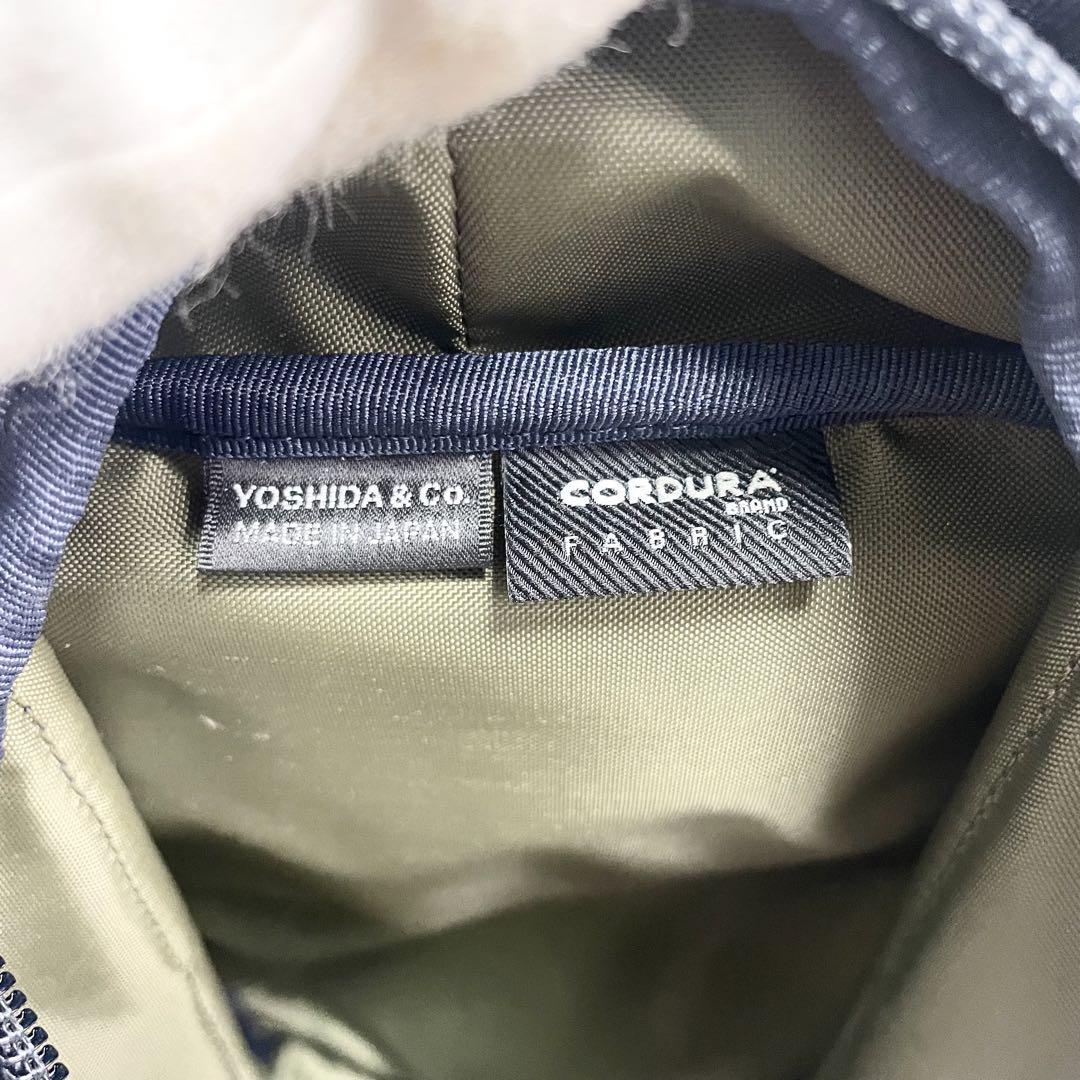 YOSHIDA & Co.
MADE IN JAPAN
CORDURA
BRAND
FABRIC